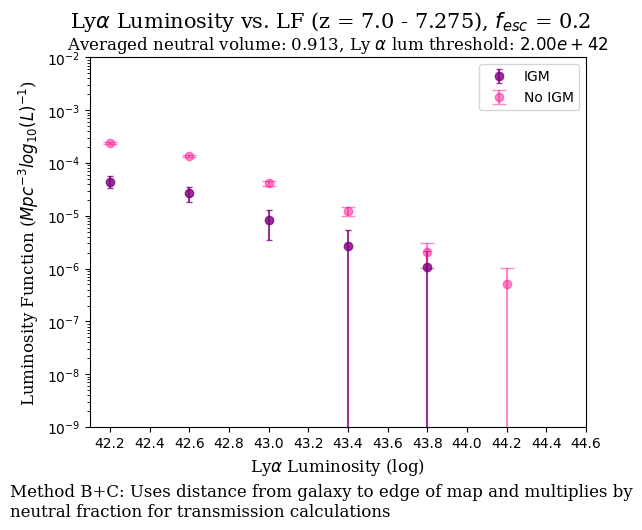 Lyα Luminosity vs. LF (z = 7.0 - 7.275), f_esc = 0.2
Averaged neutral volume: 0.913, Ly α lum threshold: 2.00e + 42
IGM
No IGM
Luminosity Function (Mpc⁻³log₁₀(L)⁻¹)
10⁻²
10⁻³
10⁻⁴
10⁻⁵
10⁻⁶
10⁻⁷
10⁻⁸
10⁻⁹
42.2 42.4 42.6 42.8 43.0 43.2 43.4 43.6 43.8 44.0 44.2 44.4 44.6
Lyα Luminosity (log)
Method B+C: Uses distance from galaxy to edge of map and multiplies by
neutral fraction for transmission calculations